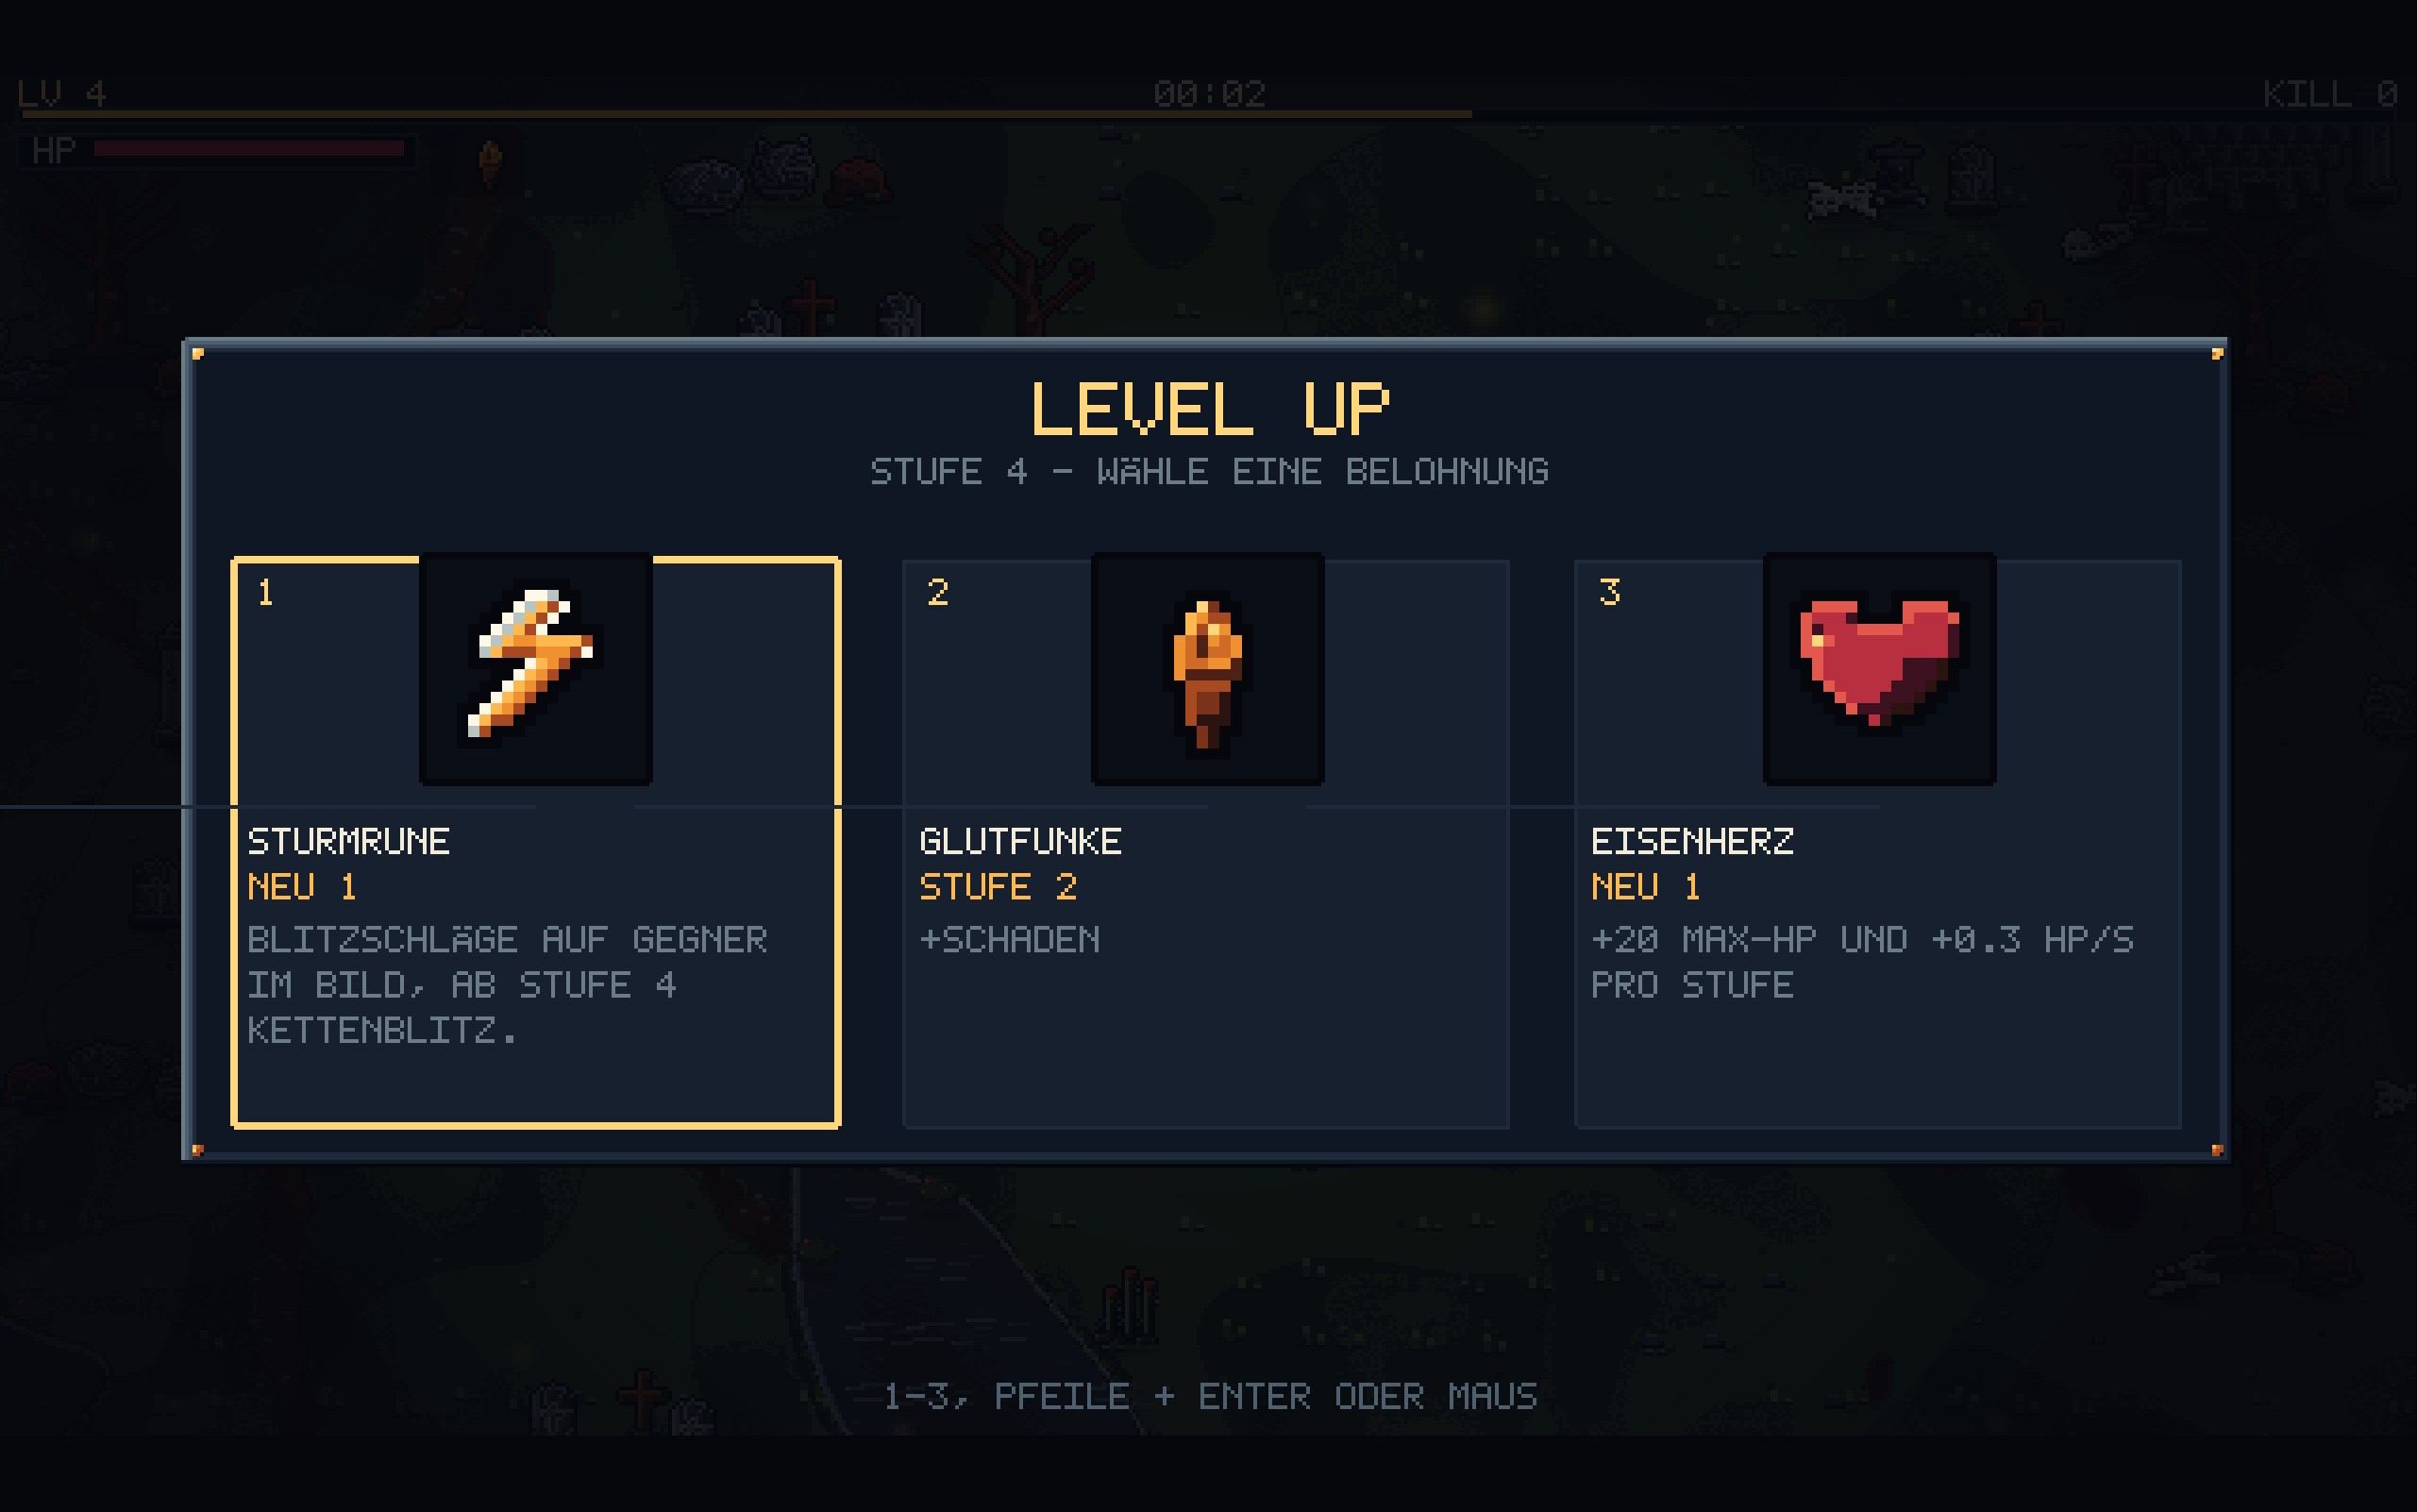 LV 4
00:02
KILL 0
HP
LEVEL UP
STUFE 4 - WäHLE EINE BELOHNUNG
1
2
3
STURMRUNE
NEU 1
BLITZSCHLäGE AUF GEGNER
IM BILD, AB STUFE 4
KETTENBLITZ.
GLUTFUNKE
STUFE 2
+SCHADEN
EISENHERZ
NEU 1
+20 MAX-HP UND +0.3 HP/S
PRO STUFE
1-3, PFEILE + ENTER ODER MAUS